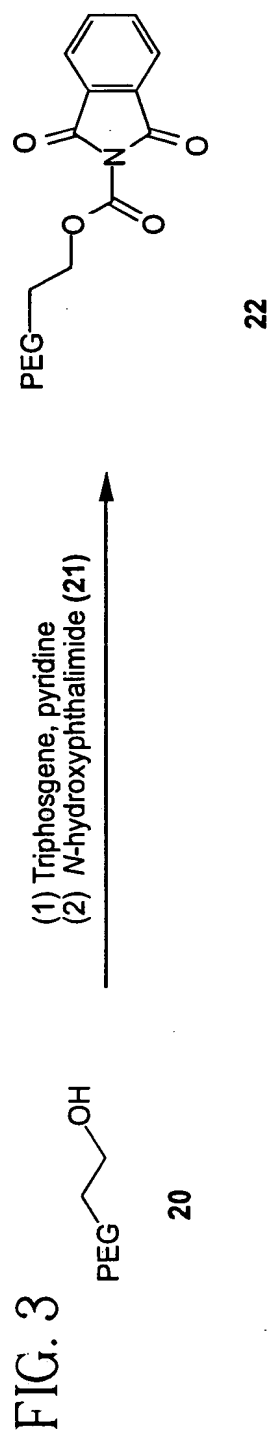 FIG. 3
PEG
OH
20
(1) Triphosgene, pyridine
(2) N-hydroxyphthalimide (21)
PEG
O
O
N
O
O
22